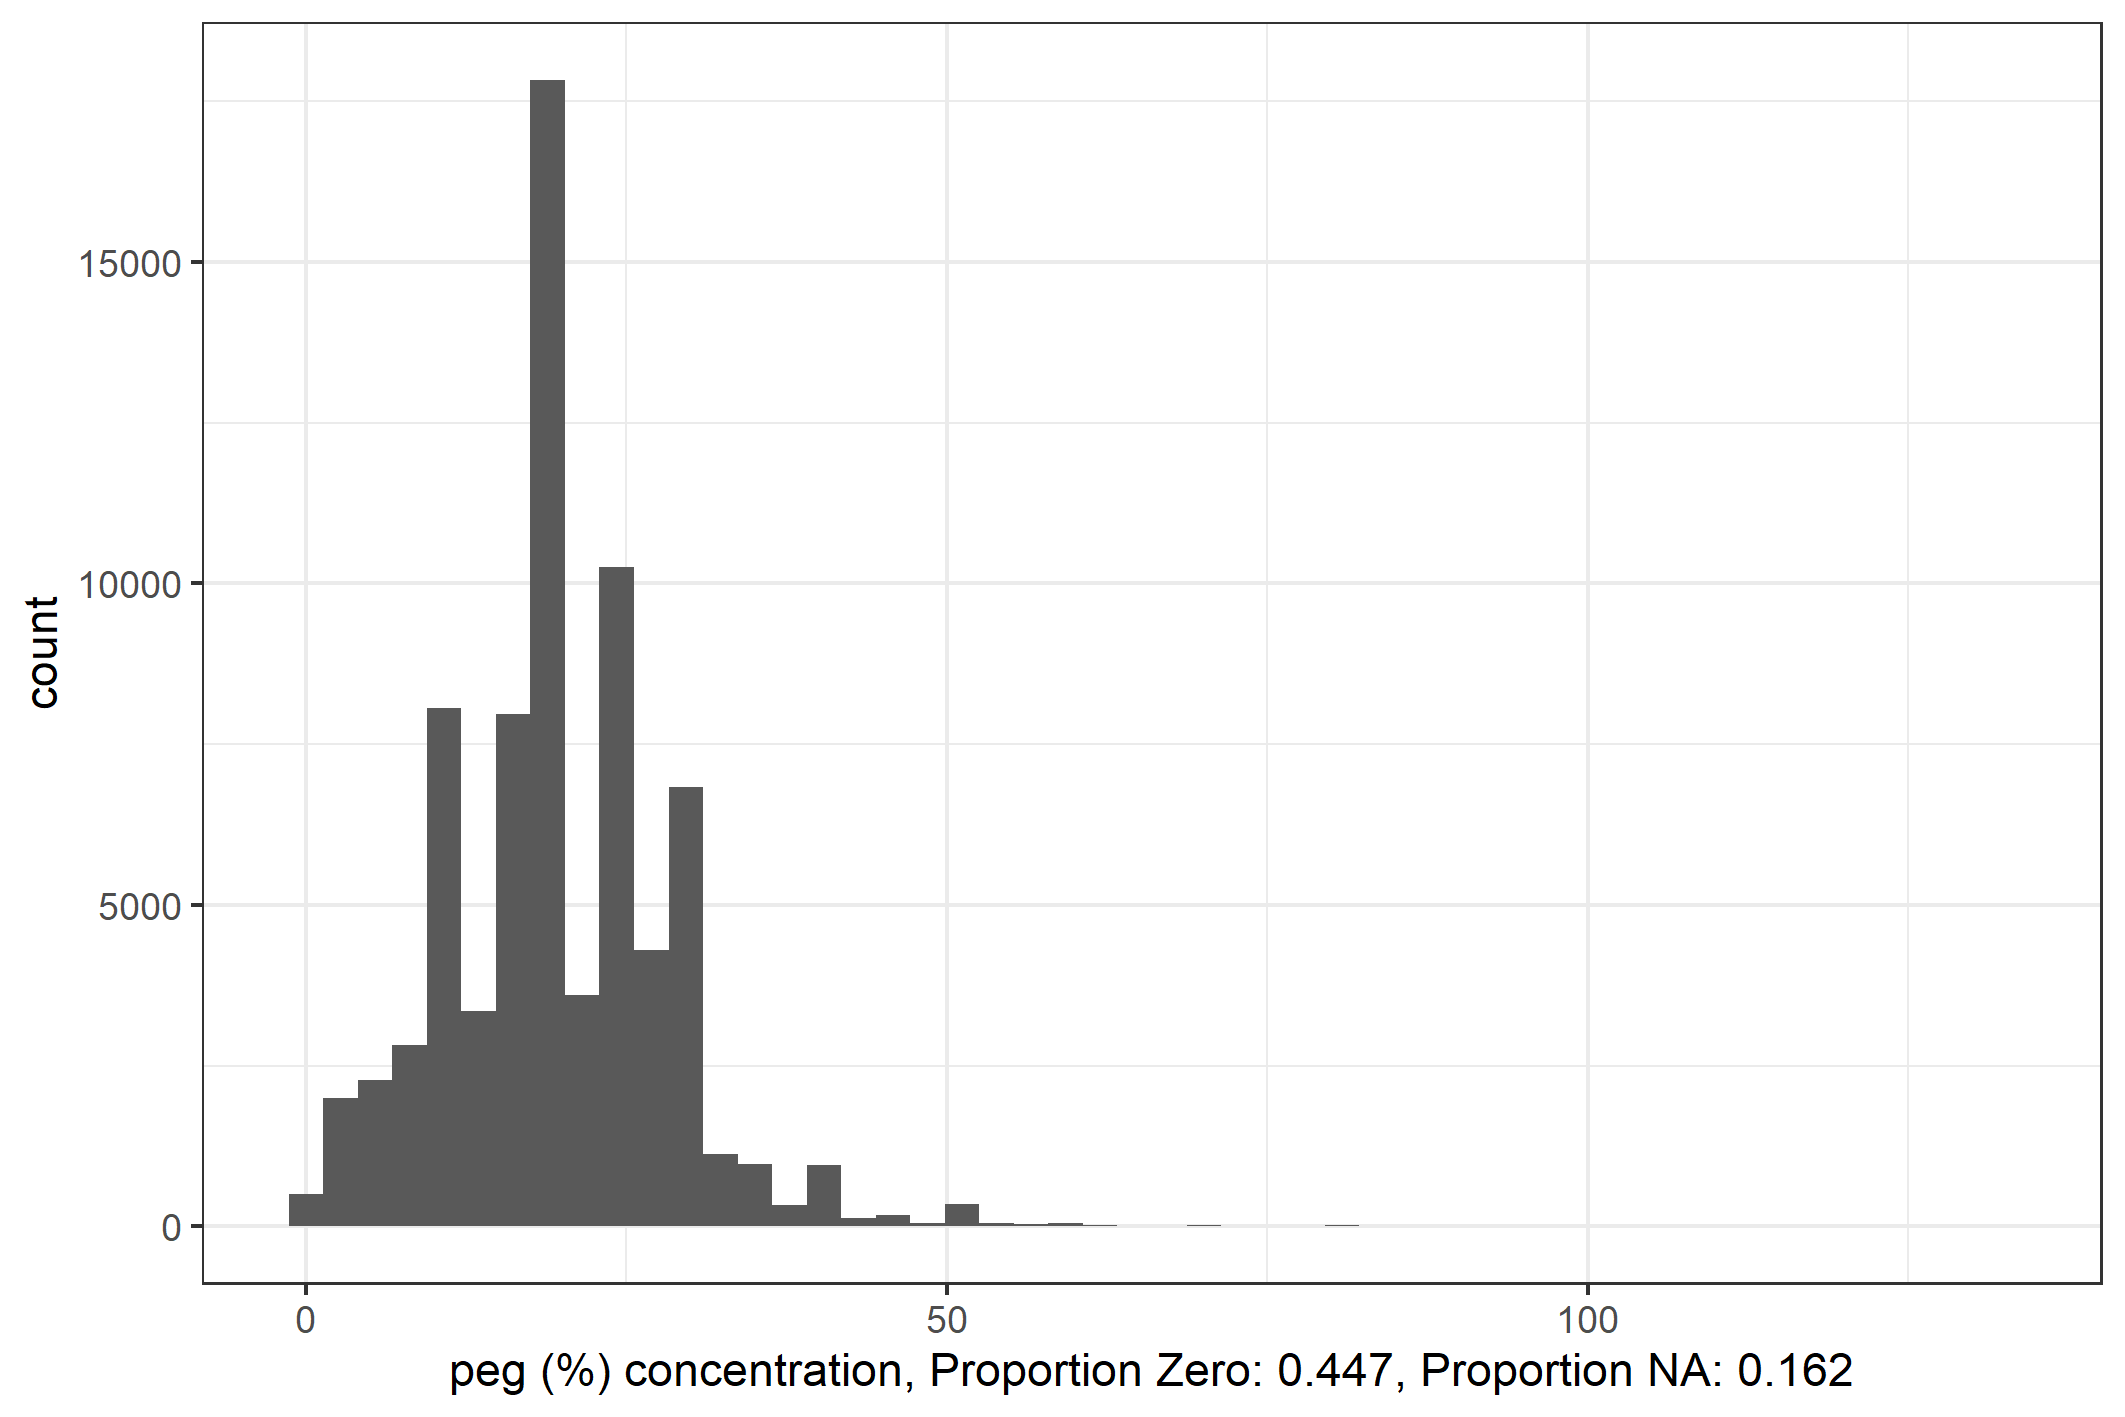 15000
10000
5000
0
count
0 50 100
peg (%) concentration, Proportion Zero: 0.447, Proportion NA: 0.162